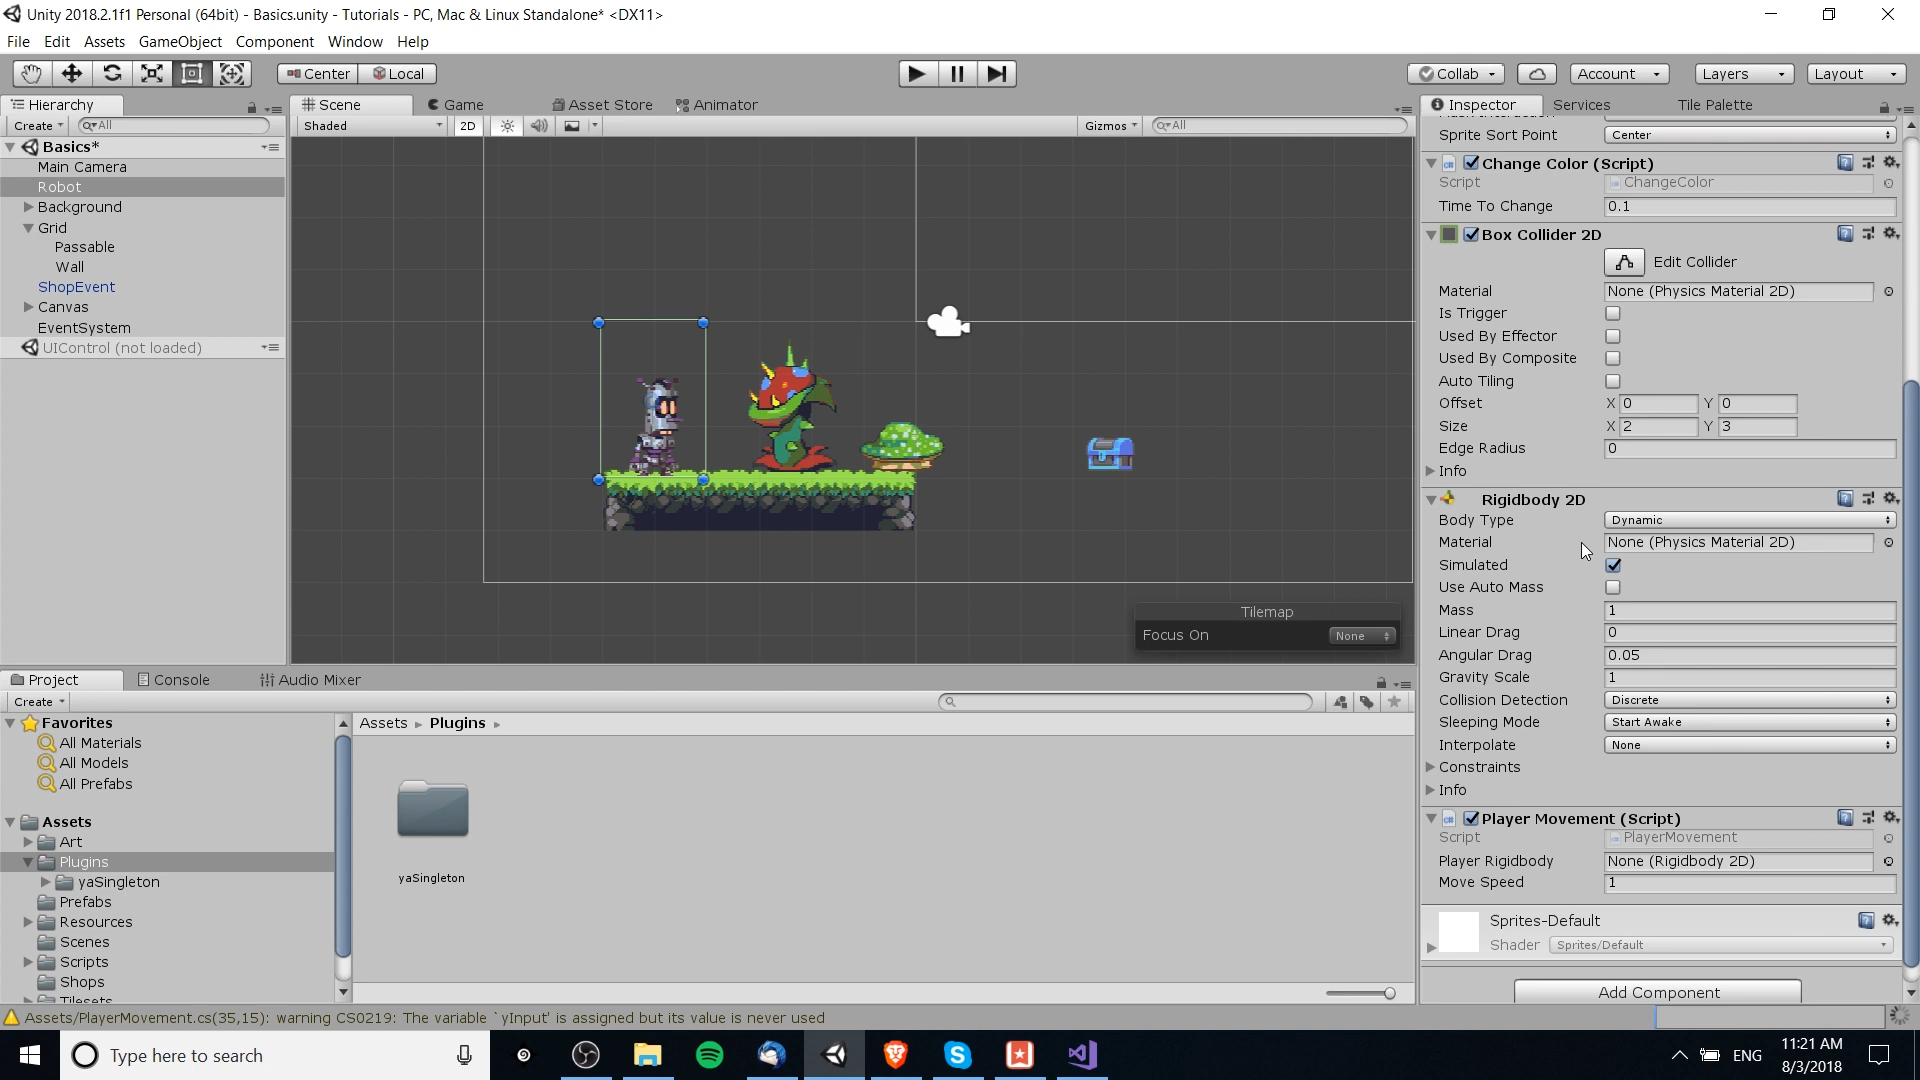 Unity 2018.2.1f1 Personal (64bit) - Basics.unity - Tutorials - PC, Mac & Linux Standalone* <DX11>
File Edit Assets GameObject Component Window Help
Center Local Collab Account Layers Layout
Hierarchy
Create All
Basics*
Main Camera
Robot
Background
Grid
Passable
Wall
ShopEvent
Canvas
EventSystem
UIControl (not loaded)
Scene Game Asset Store Animator
Shaded 2D Gizmos All
Tilemap
Focus On None
Inspector Services Tile Palette
Sprite Sort Point Center
Change Color (Script)
Script ChangeColor
Time To Change 0.1
Box Collider 2D
Edit Collider
Material None (Physics Material 2D)
Is Trigger
Used By Effector
Used By Composite
Auto Tiling
Offset X 0 Y 0
Size X 2 Y 3
Edge Radius 0
Info
Rigidbody 2D
Body Type Dynamic
Material None (Physics Material 2D)
Simulated
Use Auto Mass
Mass 1
Linear Drag 0
Angular Drag 0.05
Gravity Scale 1
Collision Detection Discrete
Sleeping Mode Start Awake
Interpolate None
Constraints
Info
Player Movement (Script)
Script PlayerMovement
Player Rigidbody None (Rigidbody 2D)
Move Speed 1
Sprites-Default
Shader Sprites/Default
Add Component
Project Console Audio Mixer
Create
Favorites
All Materials
All Models
All Prefabs
Assets
Art
Plugins
yaSingleton
Prefabs
Resources
Scenes
Scripts
Shops
Tilesets
Assets Plugins
yaSingleton
Assets/PlayerMovement.cs(35,15): warning CS0219: The variable `yInput' is assigned but its value is never used
Type here to search
ENG
11:21 AM
8/3/2018